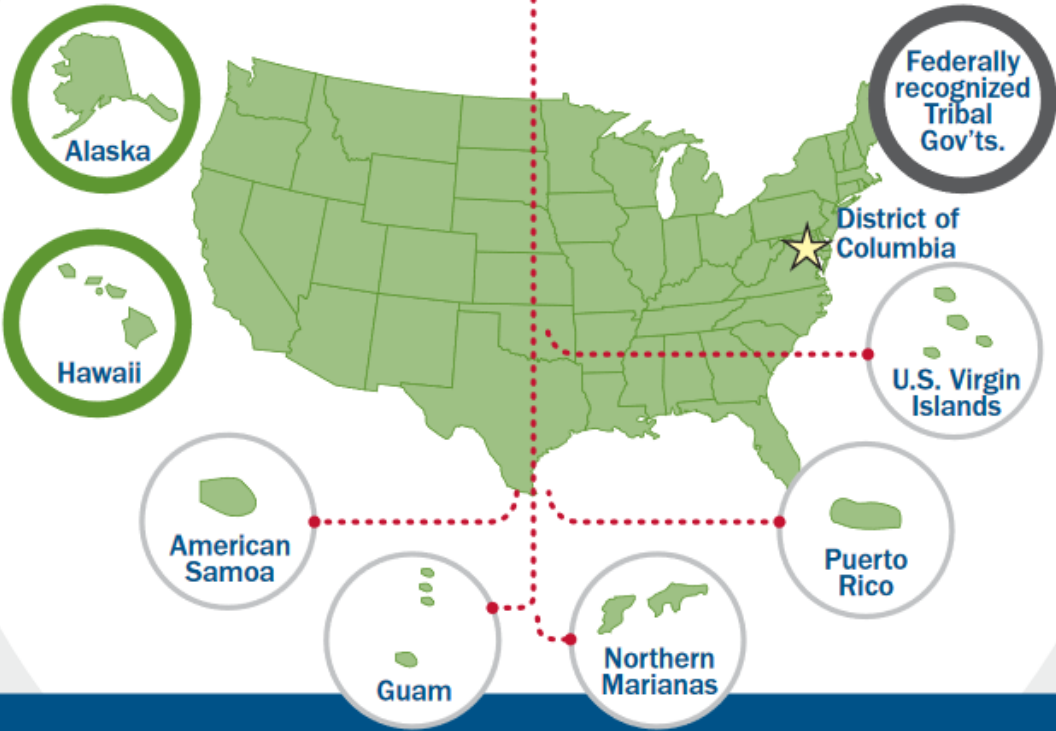 Alaska
Federally
recognized
Tribal
Gov'ts.
District of
Columbia
Hawaii
U.S. Virgin
Islands
American
Samoa
Puerto
Rico
Guam
Northern
Marianas